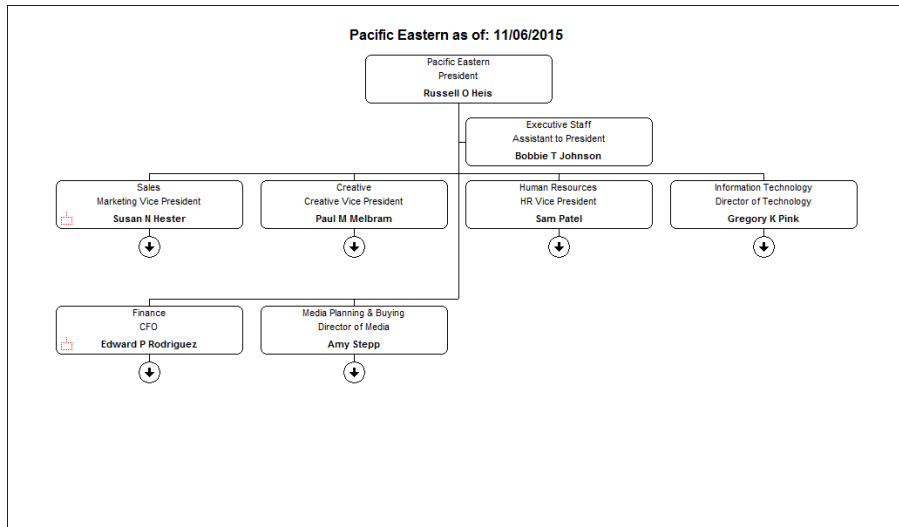 Pacific Eastern as of: 11/06/2015
Pacific Eastern
President
Russell O Heis
Executive Staff
Assistant to President
Bobbie T Johnson
Sales
Marketing Vice President
Susan N Hester
Creative
Creative Vice President
Paul M Melbram
Human Resources
HR Vice President
Sam Patel
Information Technology
Director of Technology
Gregory K Pink
Finance
CFO
Edward P Rodriguez
Media Planning & Buying
Director of Media
Amy Stepp